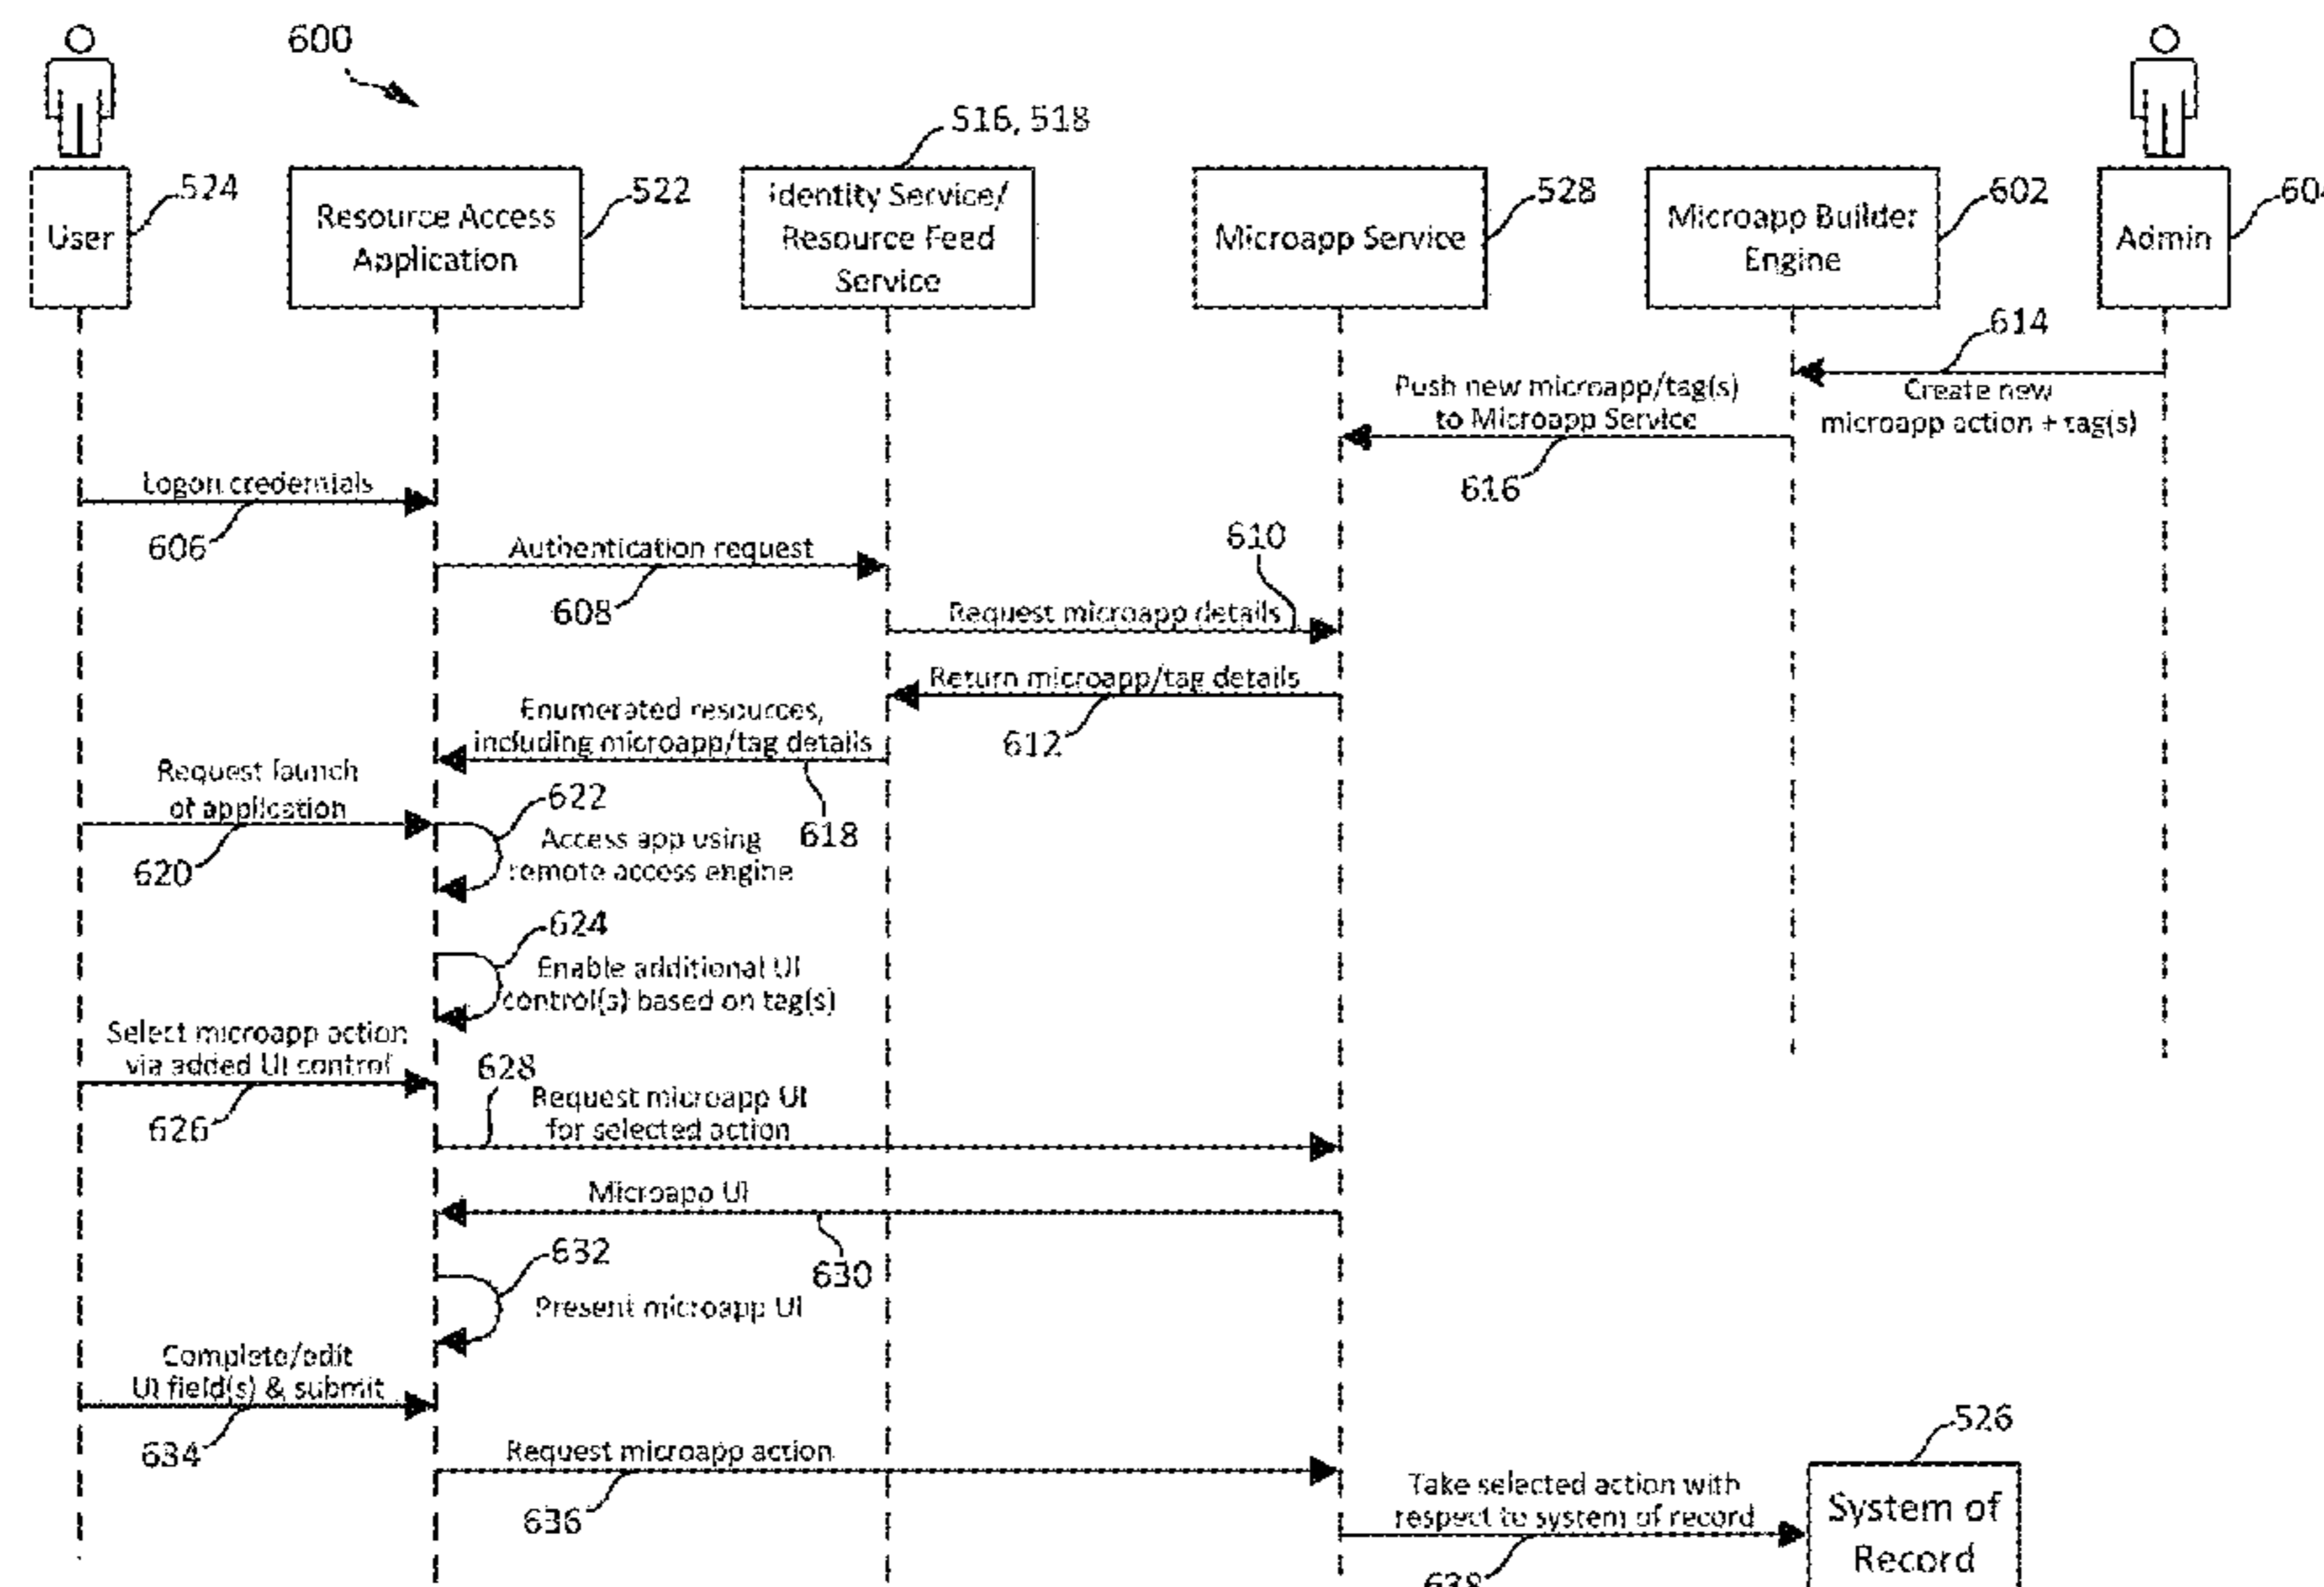 600
516, 518
User
524
Resource Access
Application
522
Identity Service/
Resource Feed
Service
Microapp Service
528
Microapp Builder
Engine
602
Admin
604
614
Create new
microapp action + tag(s)
Push new microapp/tag(s)
to Microapp Service
616
Logon credentials
606
Authentication request
608
610
Request microapp details
Return microapp/tag details
612
Enumerated resources,
including microapp/tag details
618
Request launch
of application
620
622
Access app using
remote access engine
624
Enable additional UI
control(s) based on tag(s)
Select microapp action
via added UI control
626
628
Request microapp UI
for selected action
Microapp UI
630
632
Present microapp UI
Complete/edit
UI field(s) & submit
634
Request microapp action
636
Take selected action with
respect to system of record
638
526
System of
Record